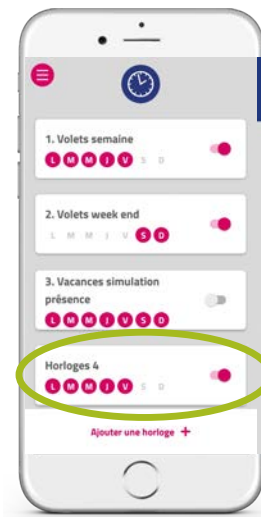 1. Volets semaine
L M M J V S D
2. Volets week end
L M M J V S D
3. Vacances simulation
présence
L M M J V S D
Horloges 4
L M M J V S D
Ajouter une horloge +